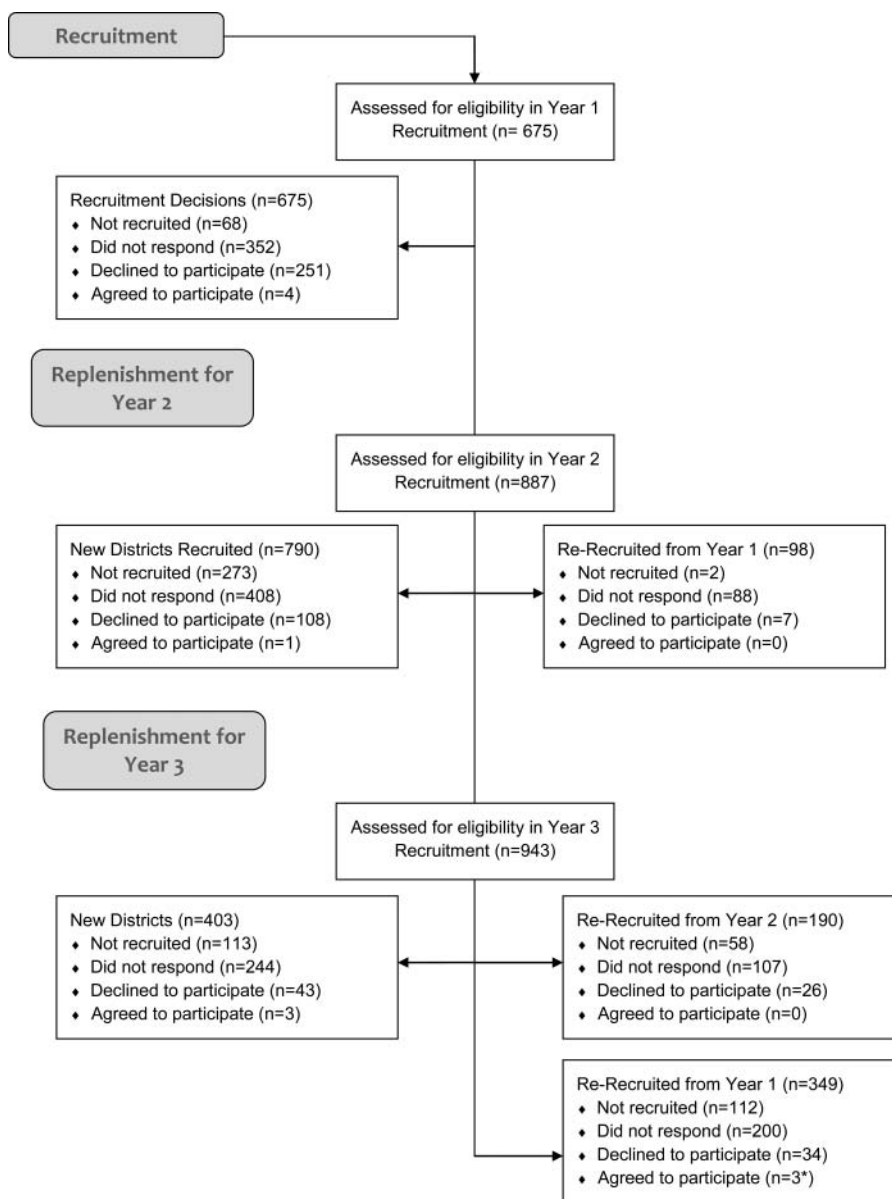 Recruitment
Assessed for eligibility in Year 1
Recruitment (n= 675)
Recruitment Decisions (n=675)
♦ Not recruited (n=68)
♦ Did not respond (n=352)
♦ Declined to participate (n=251)
♦ Agreed to participate (n=4)
Replenishment for
Year 2
Assessed for eligibility in Year 2
Recruitment (n=887)
New Districts Recruited (n=790)
♦ Not recruited (n=273)
♦ Did not respond (n=408)
♦ Declined to participate (n=108)
♦ Agreed to participate (n=1)
Re-Recruited from Year 1 (n=98)
♦ Not recruited (n=2)
♦ Did not respond (n=88)
♦ Declined to participate (n=7)
♦ Agreed to participate (n=0)
Replenishment for
Year 3
Assessed for eligibility in Year 3
Recruitment (n=943)
New Districts (n=403)
♦ Not recruited (n=113)
♦ Did not respond (n=244)
♦ Declined to participate (n=43)
♦ Agreed to participate (n=3)
Re-Recruited from Year 2 (n=190)
♦ Not recruited (n=58)
♦ Did not respond (n=107)
♦ Declined to participate (n=26)
♦ Agreed to participate (n=0)
Re-Recruited from Year 1 (n=349)
♦ Not recruited (n=112)
♦ Did not respond (n=200)
♦ Declined to participate (n=34)
♦ Agreed to participate (n=3*)